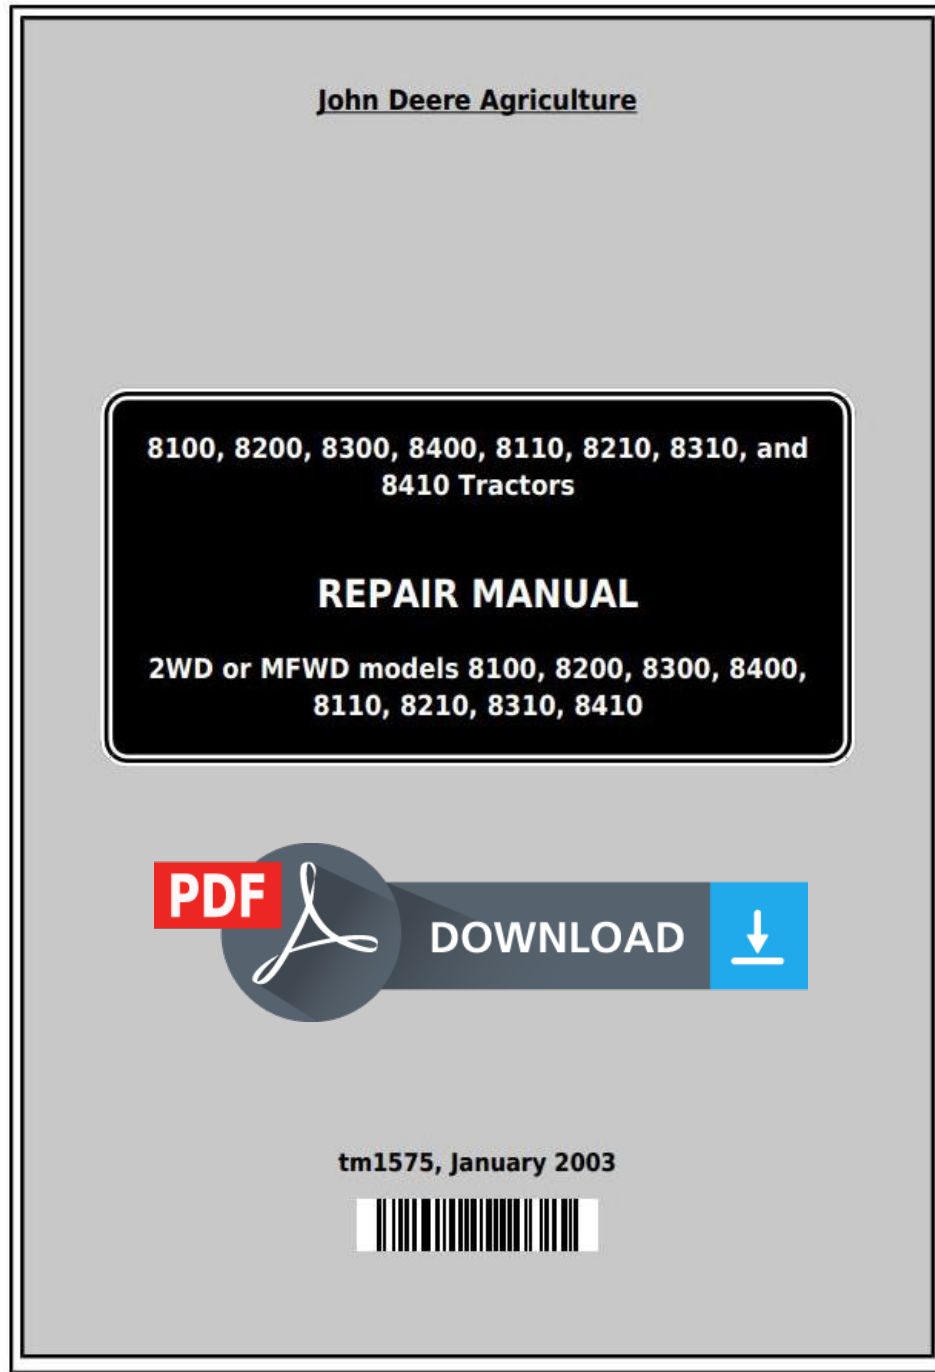 John Deere Agriculture
8100, 8200, 8300, 8400, 8110, 8210, 8310, and
8410 Tractors
REPAIR MANUAL
2WD or MFWD models 8100, 8200, 8300, 8400,
8110, 8210, 8310, 8410
PDF
DOWNLOAD
tm1575, January 2003